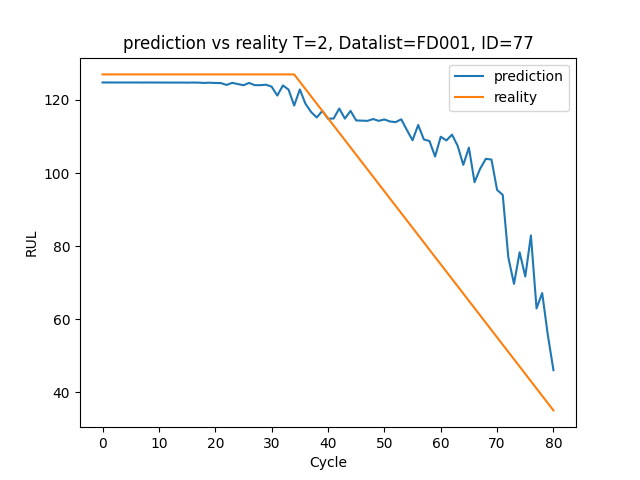 prediction vs reality T=2, Datalist=FD001, ID=77
prediction
reality
RUL
120
100
80
60
40
0 10 20 30 40 50 60 70 80
Cycle